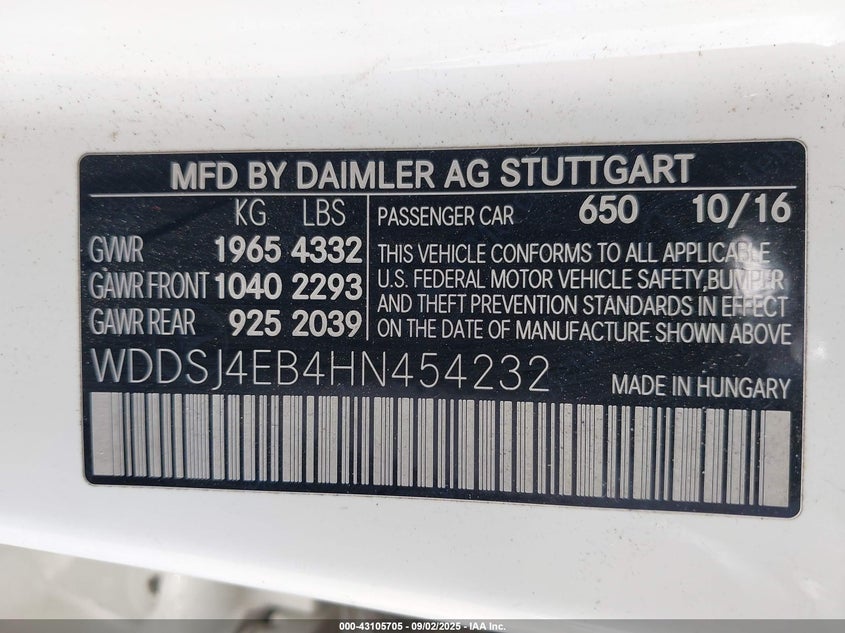 MFD BY DAIMLER AG STUTTGART
KG LBS PASSENGER CAR 650 10/16
GVWR 1965 4332
GAWR FRONT 1040 2293
GAWR REAR 925 2039
THIS VEHICLE CONFORMS TO ALL APPLICABLE
U.S. FEDERAL MOTOR VEHICLE SAFETY, BUMPER
AND THEFT PREVENTION STANDARDS IN EFFECT
ON THE DATE OF MANUFACTURE SHOWN ABOVE
WDDSJ4EB4HN454232 MADE IN HUNGARY
000-43105705 - 09/02/2025 - IAA Inc.